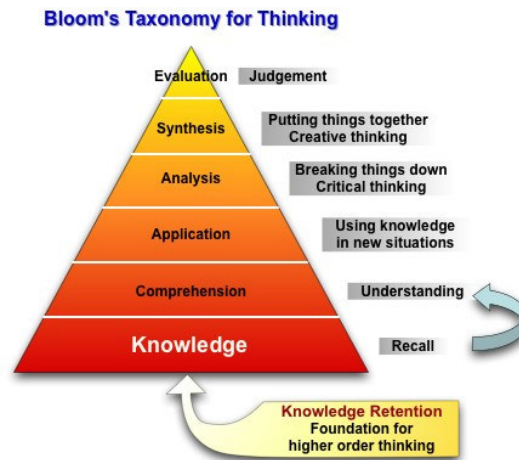 Bloom's Taxonomy for Thinking
Evaluation
Judgement
Synthesis
Putting things together
Creative thinking
Analysis
Breaking things down
Critical thinking
Application
Using knowledge
in new situations
Comprehension
Understanding
Knowledge
Recall
Knowledge Retention
Foundation for
higher order thinking